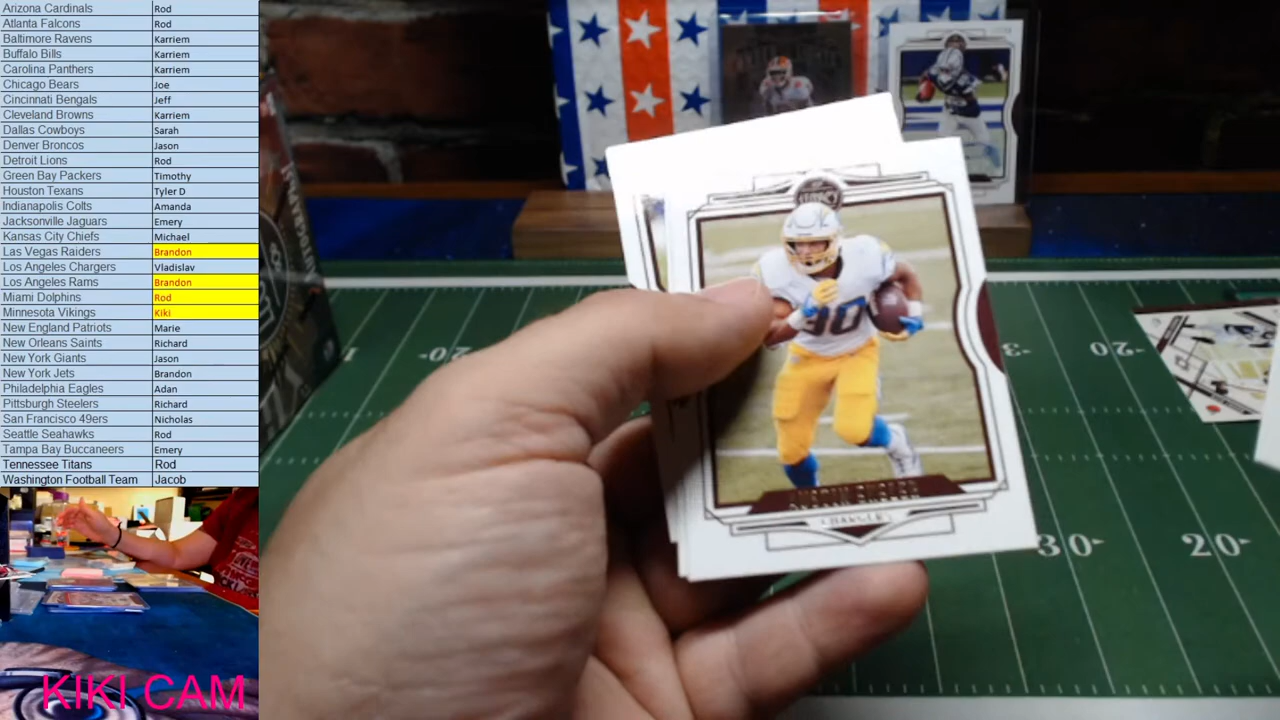 Arizona Cardinals Rod
Atlanta Falcons Rod
Baltimore Ravens Karriem
Buffalo Bills Karriem
Carolina Panthers Karriem
Chicago Bears Joe
Cincinnati Bengals Jeff
Cleveland Browns Karriem
Dallas Cowboys Sarah
Denver Broncos Jason
Detroit Lions Rod
Green Bay Packers Timothy
Houston Texans Tyler D
Indianapolis Colts Amanda
Jacksonville Jaguars Emery
Kansas City Chiefs Michael
Las Vegas Raiders Brandon
Los Angeles Chargers Vladislav
Los Angeles Rams Brandon
Miami Dolphins Rod
Minnesota Vikings Kiki
New England Patriots Marie
New Orleans Saints Richard
New York Giants Jason
New York Jets Brandon
Philadelphia Eagles Adan
Pittsburgh Steelers Richard
San Francisco 49ers Nicholas
Seattle Seahawks Rod
Tampa Bay Buccaneers Emery
Tennessee Titans Rod
Washington Football Team Jacob
KIKI CAM
30
CHARGERS
20
30
20